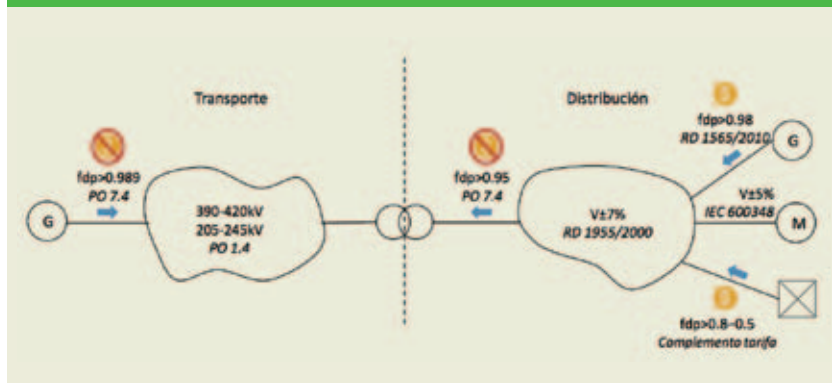 Transporte
Distribución
fdp>0.989
PO 7.4
G
390-420kV
205-245kV
PO 1.4
fdp>0.95
PO 7.4
V±7%
RD 1955/2000
fdp>0.98
RD 1565/2010
G
V±5%
IEC 600348
M
fdp>0.8-0.5
Complemento tarifa